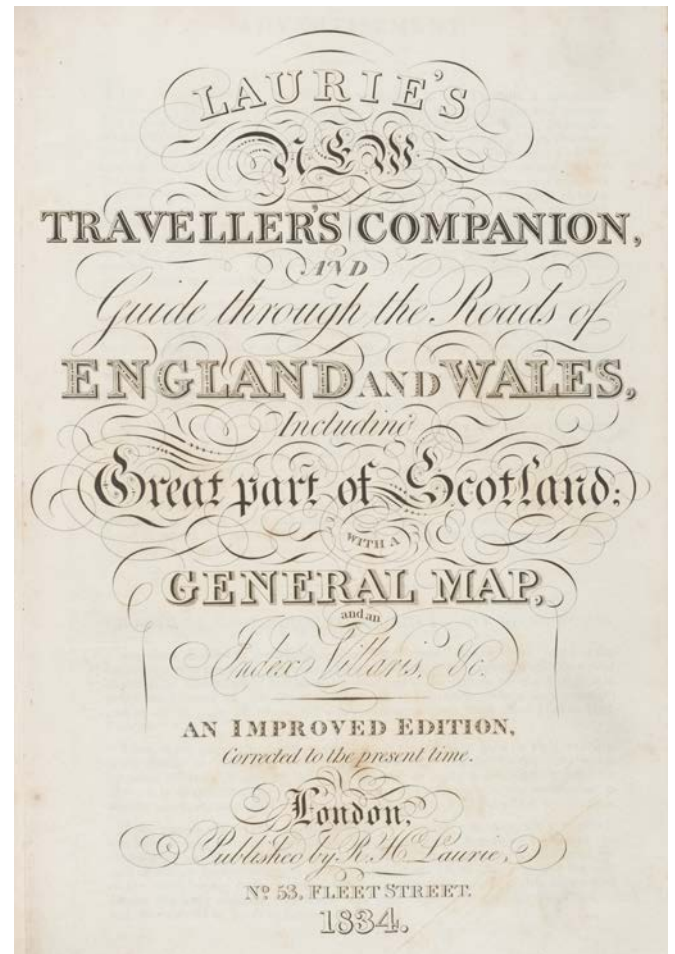 LAURIE'S
NEW
TRAVELLER'S COMPANION,
AND
Guide through the Roads of
ENGLAND AND WALES,
Including
Great part of Scotland;
WITH A
GENERAL MAP,
and an
Index Villaris, &c.
AN IMPROVED EDITION,
Corrected to the present time.
London,
Published by R. H. Laurie,
No 53, FLEET STREET.
1834.